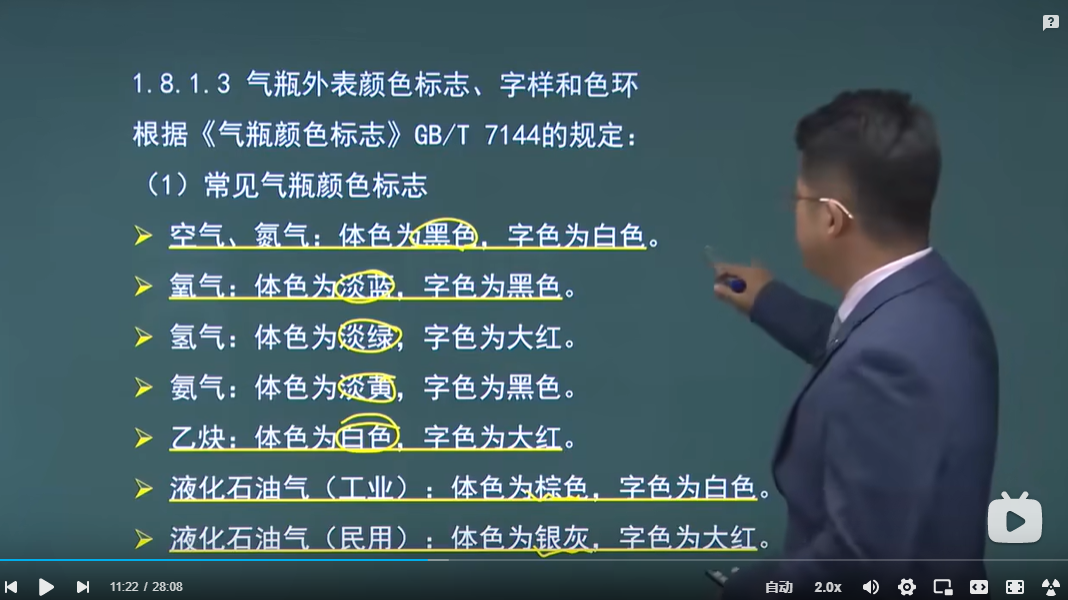 1.8.1.3 气瓶外表颜色标志、字样和色环
根据《气瓶颜色标志》GB/T 7144的规定：
（1）常见气瓶颜色标志
空气、氮气：体色为黑色，字色为白色。
氧气：体色为淡蓝，字色为黑色。
氢气：体色为淡绿，字色为大红。
氨气：体色为淡黄，字色为黑色。
乙炔：体色为白色，字色为大红。
液化石油气（工业）：体色为棕色，字色为白色。
液化石油气（民用）：体色为银灰，字色为大红。
11:22 / 28:08
自动
2.0x